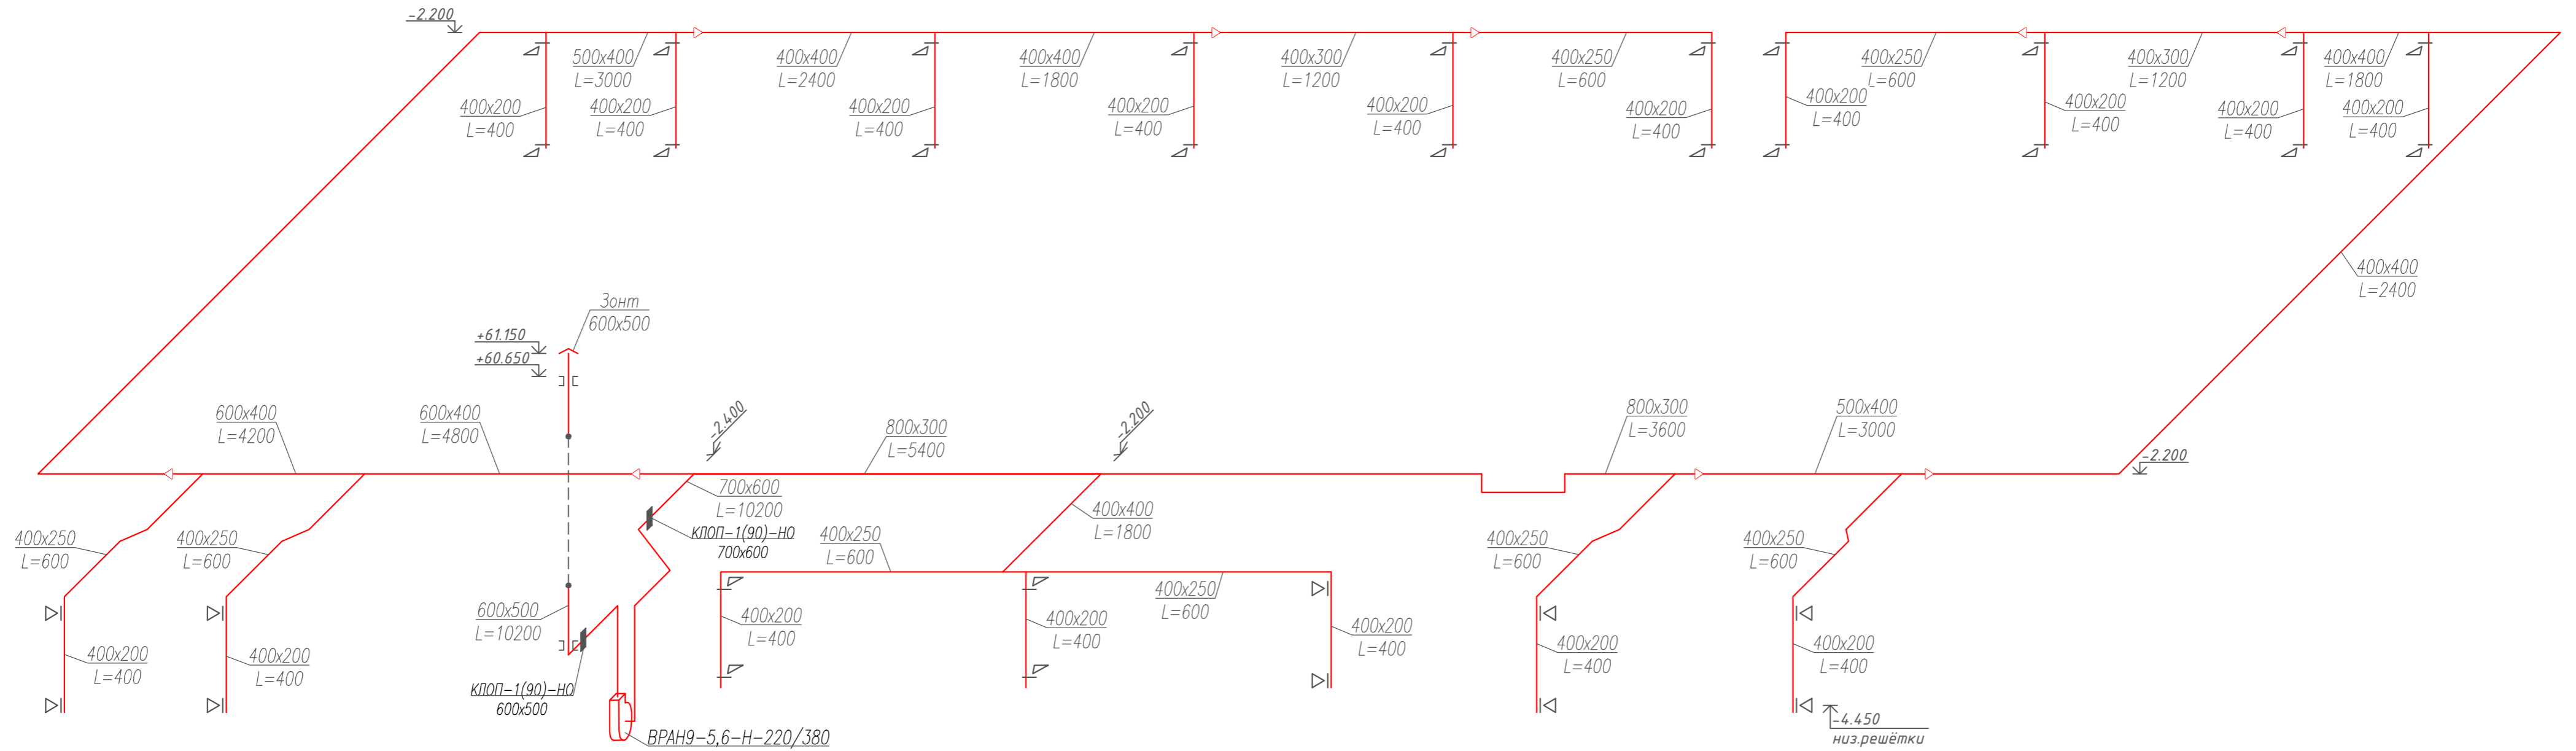 -2.200
500x400
L=3000
400x400
L=2400
400x400
L=1800
400x300
L=1200
400x250
L=600
400x250
L=600
400x300
L=1200
400x400
L=1800
400x200
L=400
400x200
L=400
400x200
L=400
400x200
L=400
400x200
L=400
400x200
L=400
400x200
L=400
400x200
L=400
400x200
L=400
400x200
L=400
400x400
L=2400
Зонт
600x500
+61.150
+60.650
600x400
L=4200
600x400
L=4800
-2.400
800x300
L=5400
-2.200
800x300
L=3600
500x400
L=3000
-2.200
700x600
L=10200
КЛОП-1(90)-НО
700x600
400x400
L=1800
400x250
L=600
400x250
L=600
400x250
L=600
400x250
L=600
400x250
L=600
400x250
L=600
600x500
L=10200
400x200
L=400
400x200
L=400
400x200
L=400
400x200
L=400
400x200
L=400
400x200
L=400
400x200
L=400
КЛОП-1(90)-НО
600x500
ВРАН9-5,6-Н-220/380
-4.450
низ.решётки